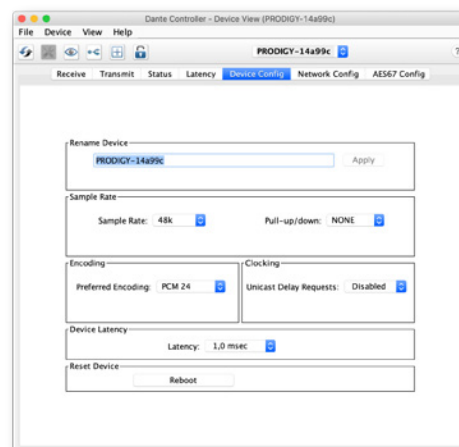 Dante Controller - Device View (PRODIGY-14a99c)
File Device View Help
PRODIGY-14a99c
?
Receive Transmit Status Latency Device Config Network Config AES67 Config
Rename Device
PRODIGY-14a99c Apply
Sample Rate
Sample Rate: 48k Pull-up/down: NONE
Encoding Clocking
Preferred Encoding: PCM 24 Unicast Delay Requests: Disabled
Device Latency
Latency: 1,0 msec
Reset Device
Reboot